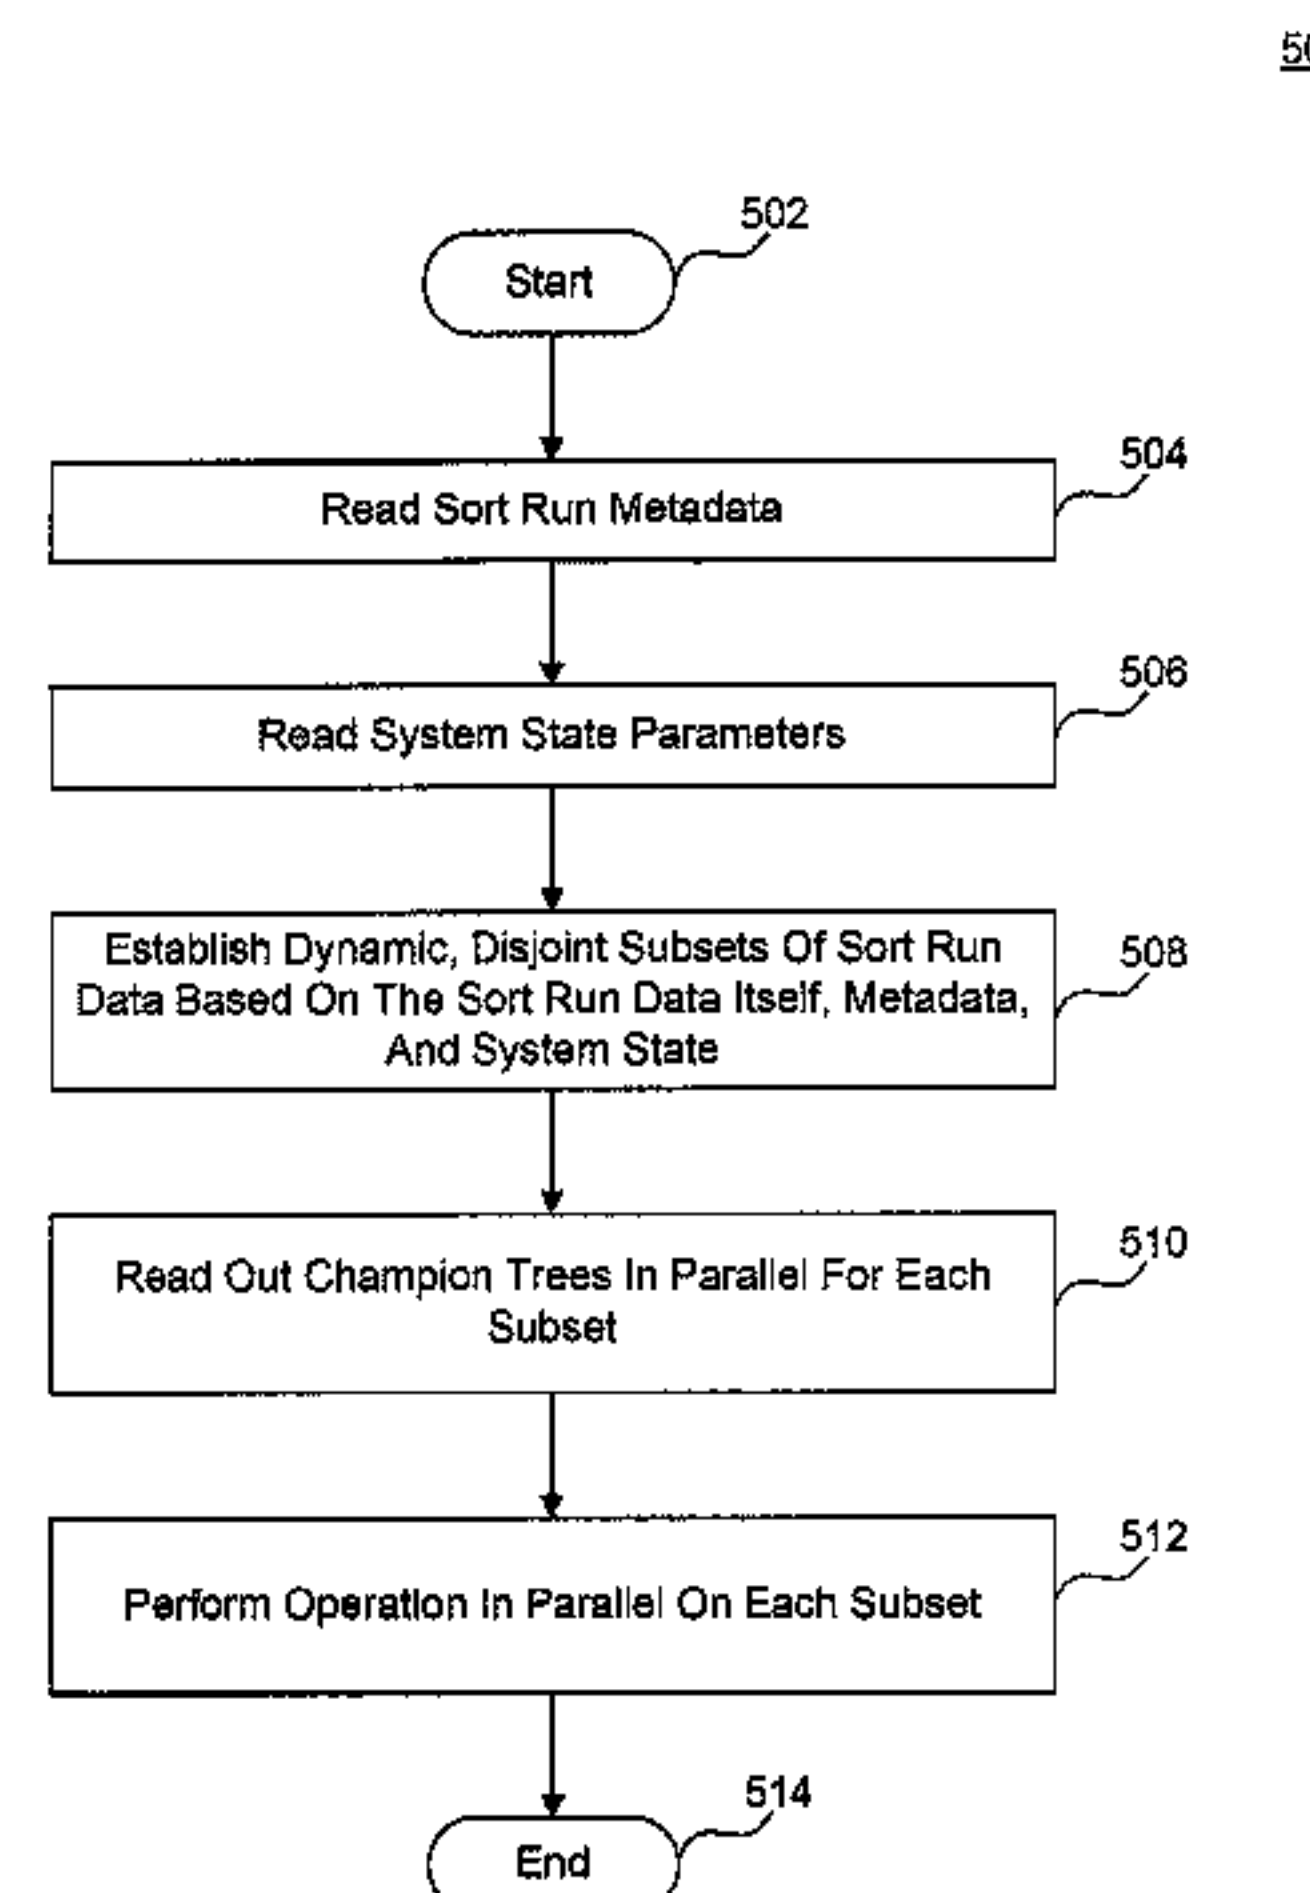 502
Start
504
Read Sort Run Metadata
506
Read System State Parameters
508
Establish Dynamic, Disjoint Subsets Of Sort Run
Data Based On The Sort Run Data Itself, Metadata,
And System State
510
Read Out Champion Trees In Parallel For Each
Subset
512
Perform Operation In Parallel On Each Subset
514
End